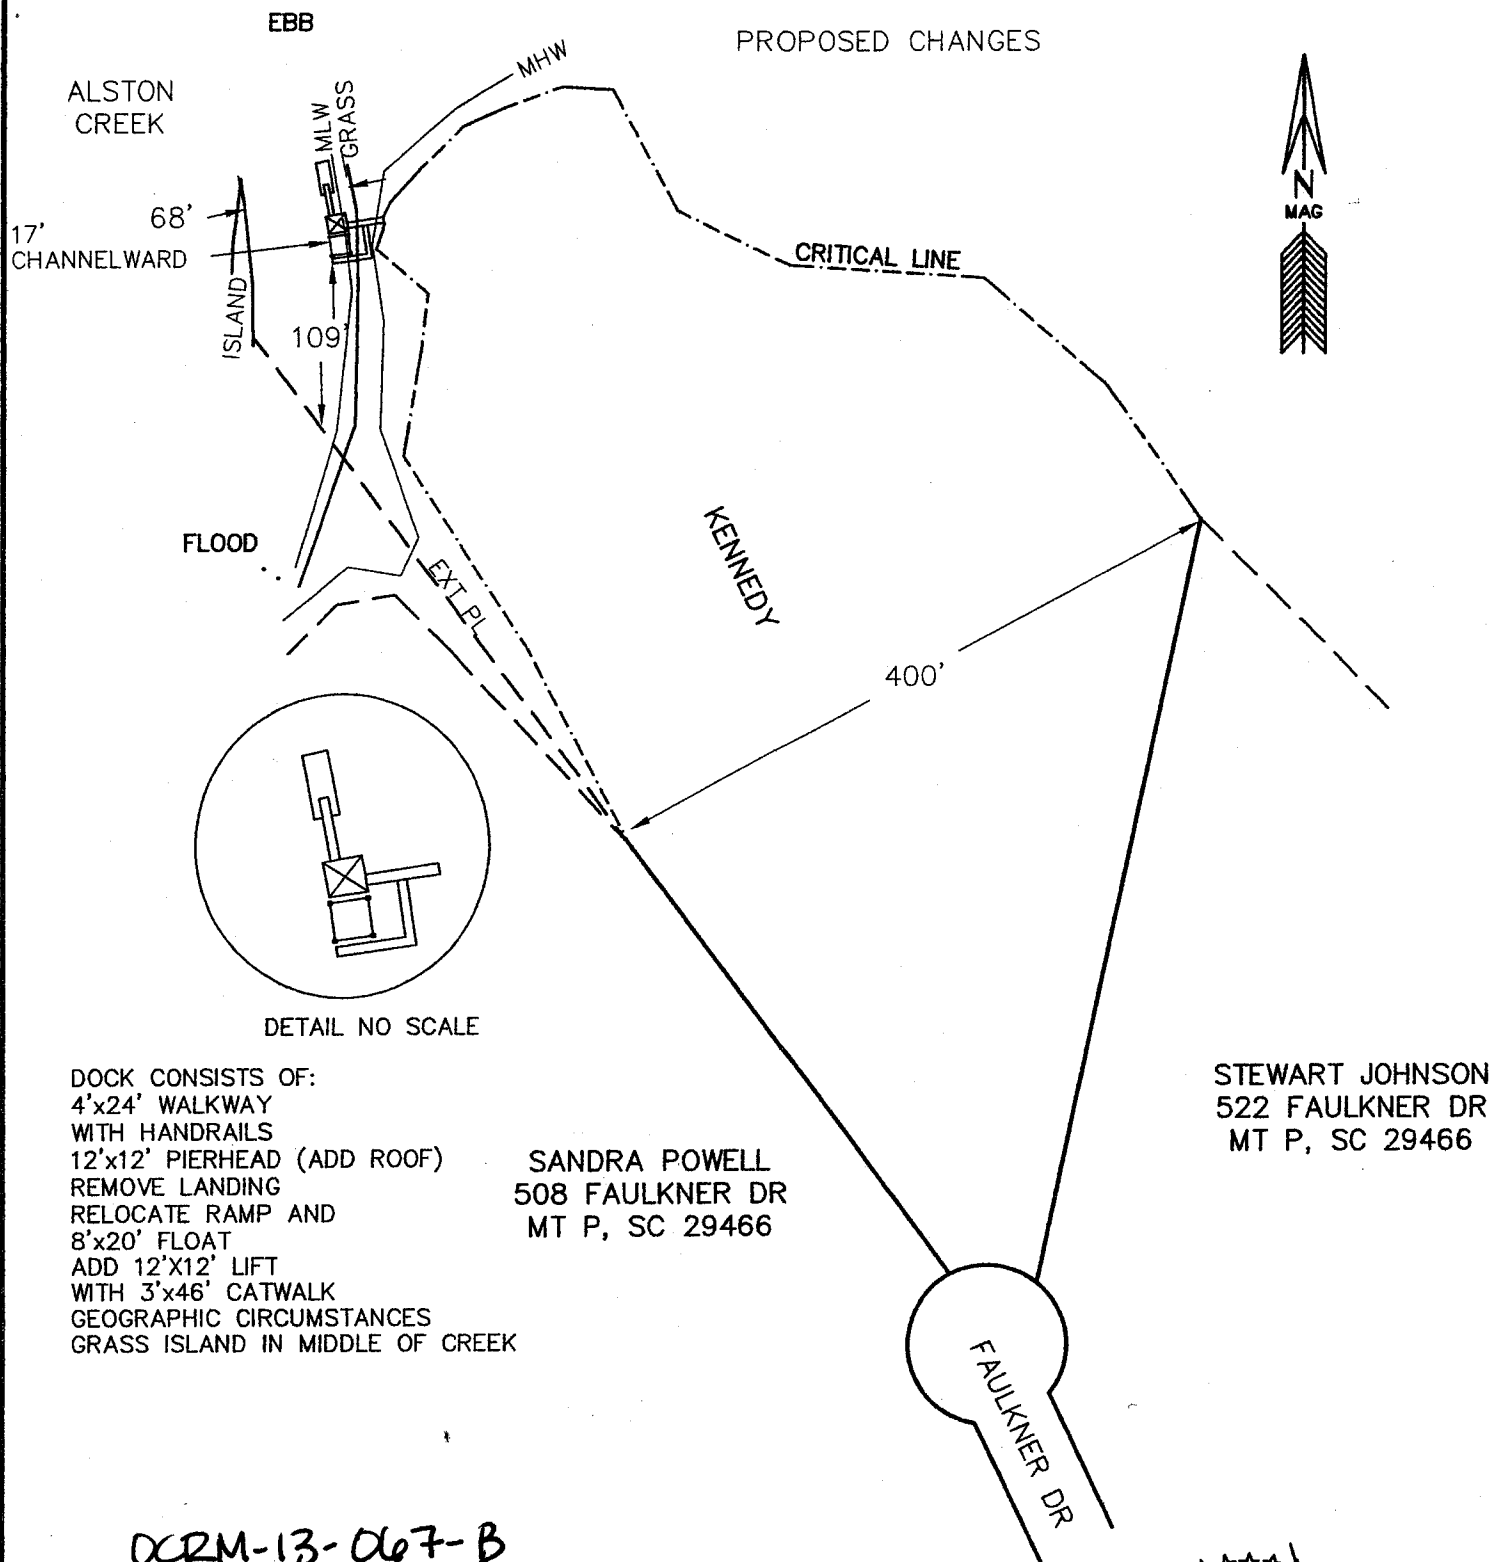 EBB
PROPOSED CHANGES
MHW
ALSTON
CREEK
MLW
GRASS
N
MAG
68'
17'
CHANNELWARD
CRITICAL LINE
ISLAND
109'
KENNEDY
FLOOD
EXT PL
400'
DETAIL NO SCALE
DOCK CONSISTS OF:
4'x24' WALKWAY
WITH HANDRAILS
12'x12' PIERHEAD (ADD ROOF)
REMOVE LANDING
RELOCATE RAMP AND
8'x20' FLOAT
ADD 12'X12' LIFT
WITH 3'x46' CATWALK
GEOGRAPHIC CIRCUMSTANCES
GRASS ISLAND IN MIDDLE OF CREEK
SANDRA POWELL
508 FAULKNER DR
MT P, SC 29466
STEWART JOHNSON
522 FAULKNER DR
MT P, SC 29466
FAULKNER DR
OCRM-13-067-B